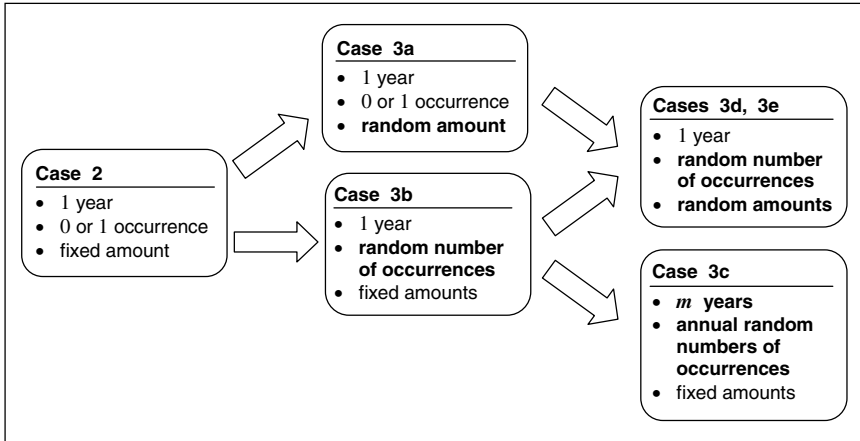 Case 2
• 1 year
• 0 or 1 occurrence
• fixed amount
Case 3a
• 1 year
• 0 or 1 occurrence
• random amount
Case 3b
• 1 year
• random number
of occurrences
• fixed amounts
Cases 3d, 3e
• 1 year
• random number
of occurrences
• random amounts
Case 3c
• m years
• annual random
numbers of
occurrences
• fixed amounts